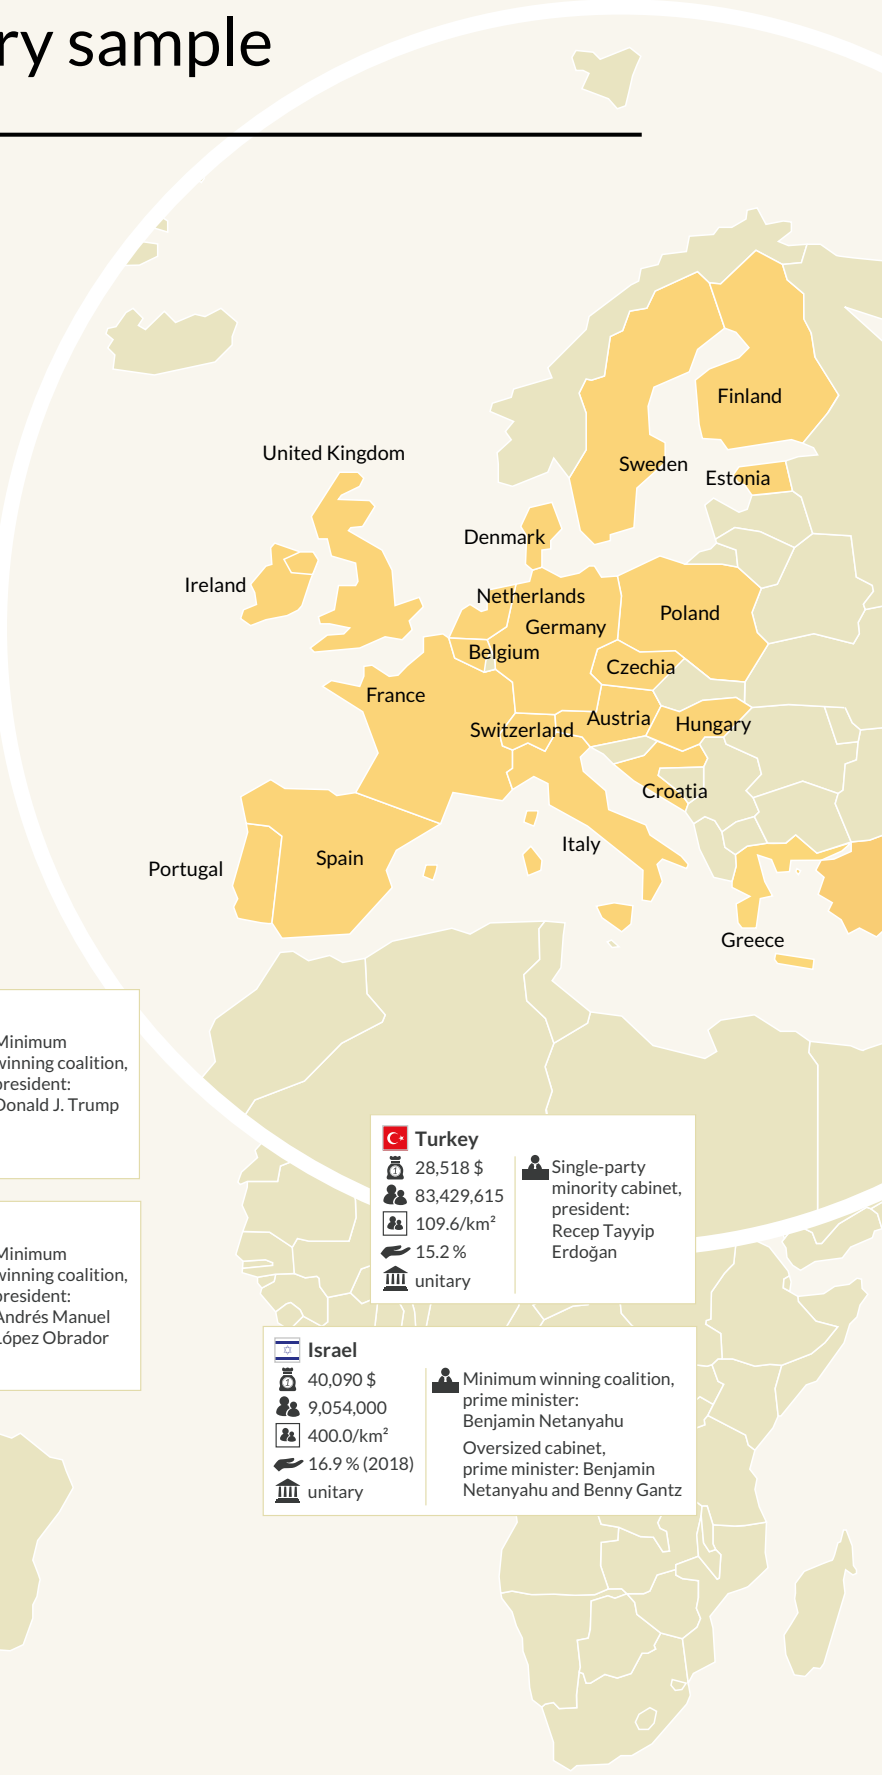 ry sample
Finland
United Kingdom
Sweden
Estonia
Denmark
Ireland
Netherlands
Poland
Germany
Belgium
Czechia
France
Austria
Switzerland
Hungary
Croatia
Italy
Spain
Portugal
Greece
Minimum
winning coalition,
president:
Donald J. Trump
Turkey
28,518 $
83,429,615
109.6/km²
15.2 %
unitary
Single-party
minority cabinet,
president:
Recep Tayyip
Erdoğan
Minimum
winning coalition,
president:
Andrés Manuel
López Obrador
Israel
40,090 $
9,054,000
400.0/km²
16.9 % (2018)
unitary
Minimum winning coalition,
prime minister:
Benjamin Netanyahu
Oversized cabinet,
prime minister: Benjamin
Netanyahu and Benny Gantz